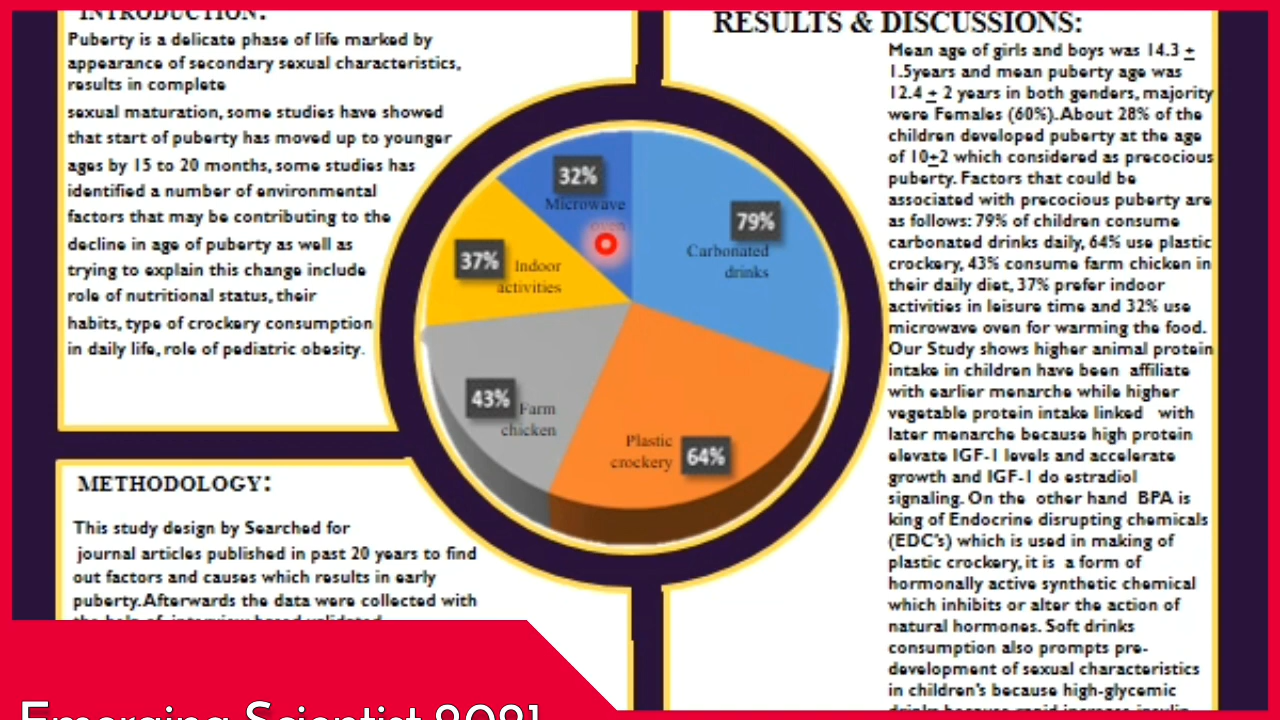 INTRODUCTION:
Puberty is a delicate phase of life marked by
appearance of secondary sexual characteristics,
results in complete
sexual maturation, some studies have showed
that start of puberty has moved up to younger
ages by 15 to 20 months, some studies has
identified a number of environmental
factors that may be contributing to the
decline in age of puberty as well as
trying to explain this change include
role of nutritional status, their
habits, type of crockery consumption
in daily life, role of pediatric obesity.
METHODOLOGY:
This study design by Searched for
journal articles published in past 20 years to find
out factors and causes which results in early
puberty. Afterwards the data were collected with
the help of interview based validated
32%
Microwave
oven
79%
Carbonated
drinks
37%
Indoor
activities
43%
Farm
chicken
Plastic
crockery
64%
RESULTS & DISCUSSIONS:
Mean age of girls and boys was 14.3 +
1.5years and mean puberty age was
12.4 + 2 years in both genders, majority
were Females (60%). About 28% of the
children developed puberty at the age
of 10+2 which considered as precocious
puberty. Factors that could be
associated with precocious puberty are
as follows: 79% of children consume
carbonated drinks daily, 64% use plastic
crockery, 43% consume farm chicken in
their daily diet, 37% prefer indoor
activities in leisure time and 32% use
microwave oven for warming the food.
Our Study shows higher animal protein
intake in children have been affiliate
with earlier menarche while higher
vegetable protein intake linked with
later menarche because high protein
elevate IGF-1 levels and accelerate
growth and IGF-1 do estradiol
signaling. On the other hand BPA is
king of Endocrine disrupting chemicals
(EDC's) which is used in making of
plastic crockery, it is a form of
hormonally active synthetic chemical
which inhibits or alter the action of
natural hormones. Soft drinks
consumption also prompts pre-
development of sexual characteristics
in children's because high-glycemic
drinks because rapid increase insulin
Emerging Scientist 2021